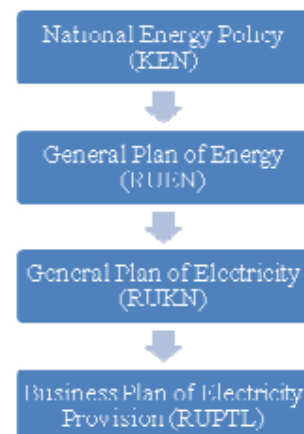 National Energy Policy
(KEN)
General Plan of Energy
(RUEN)
General Plan of Electricity
(RUKN)
Business Plan of Electricity
Provision (RUPTL)